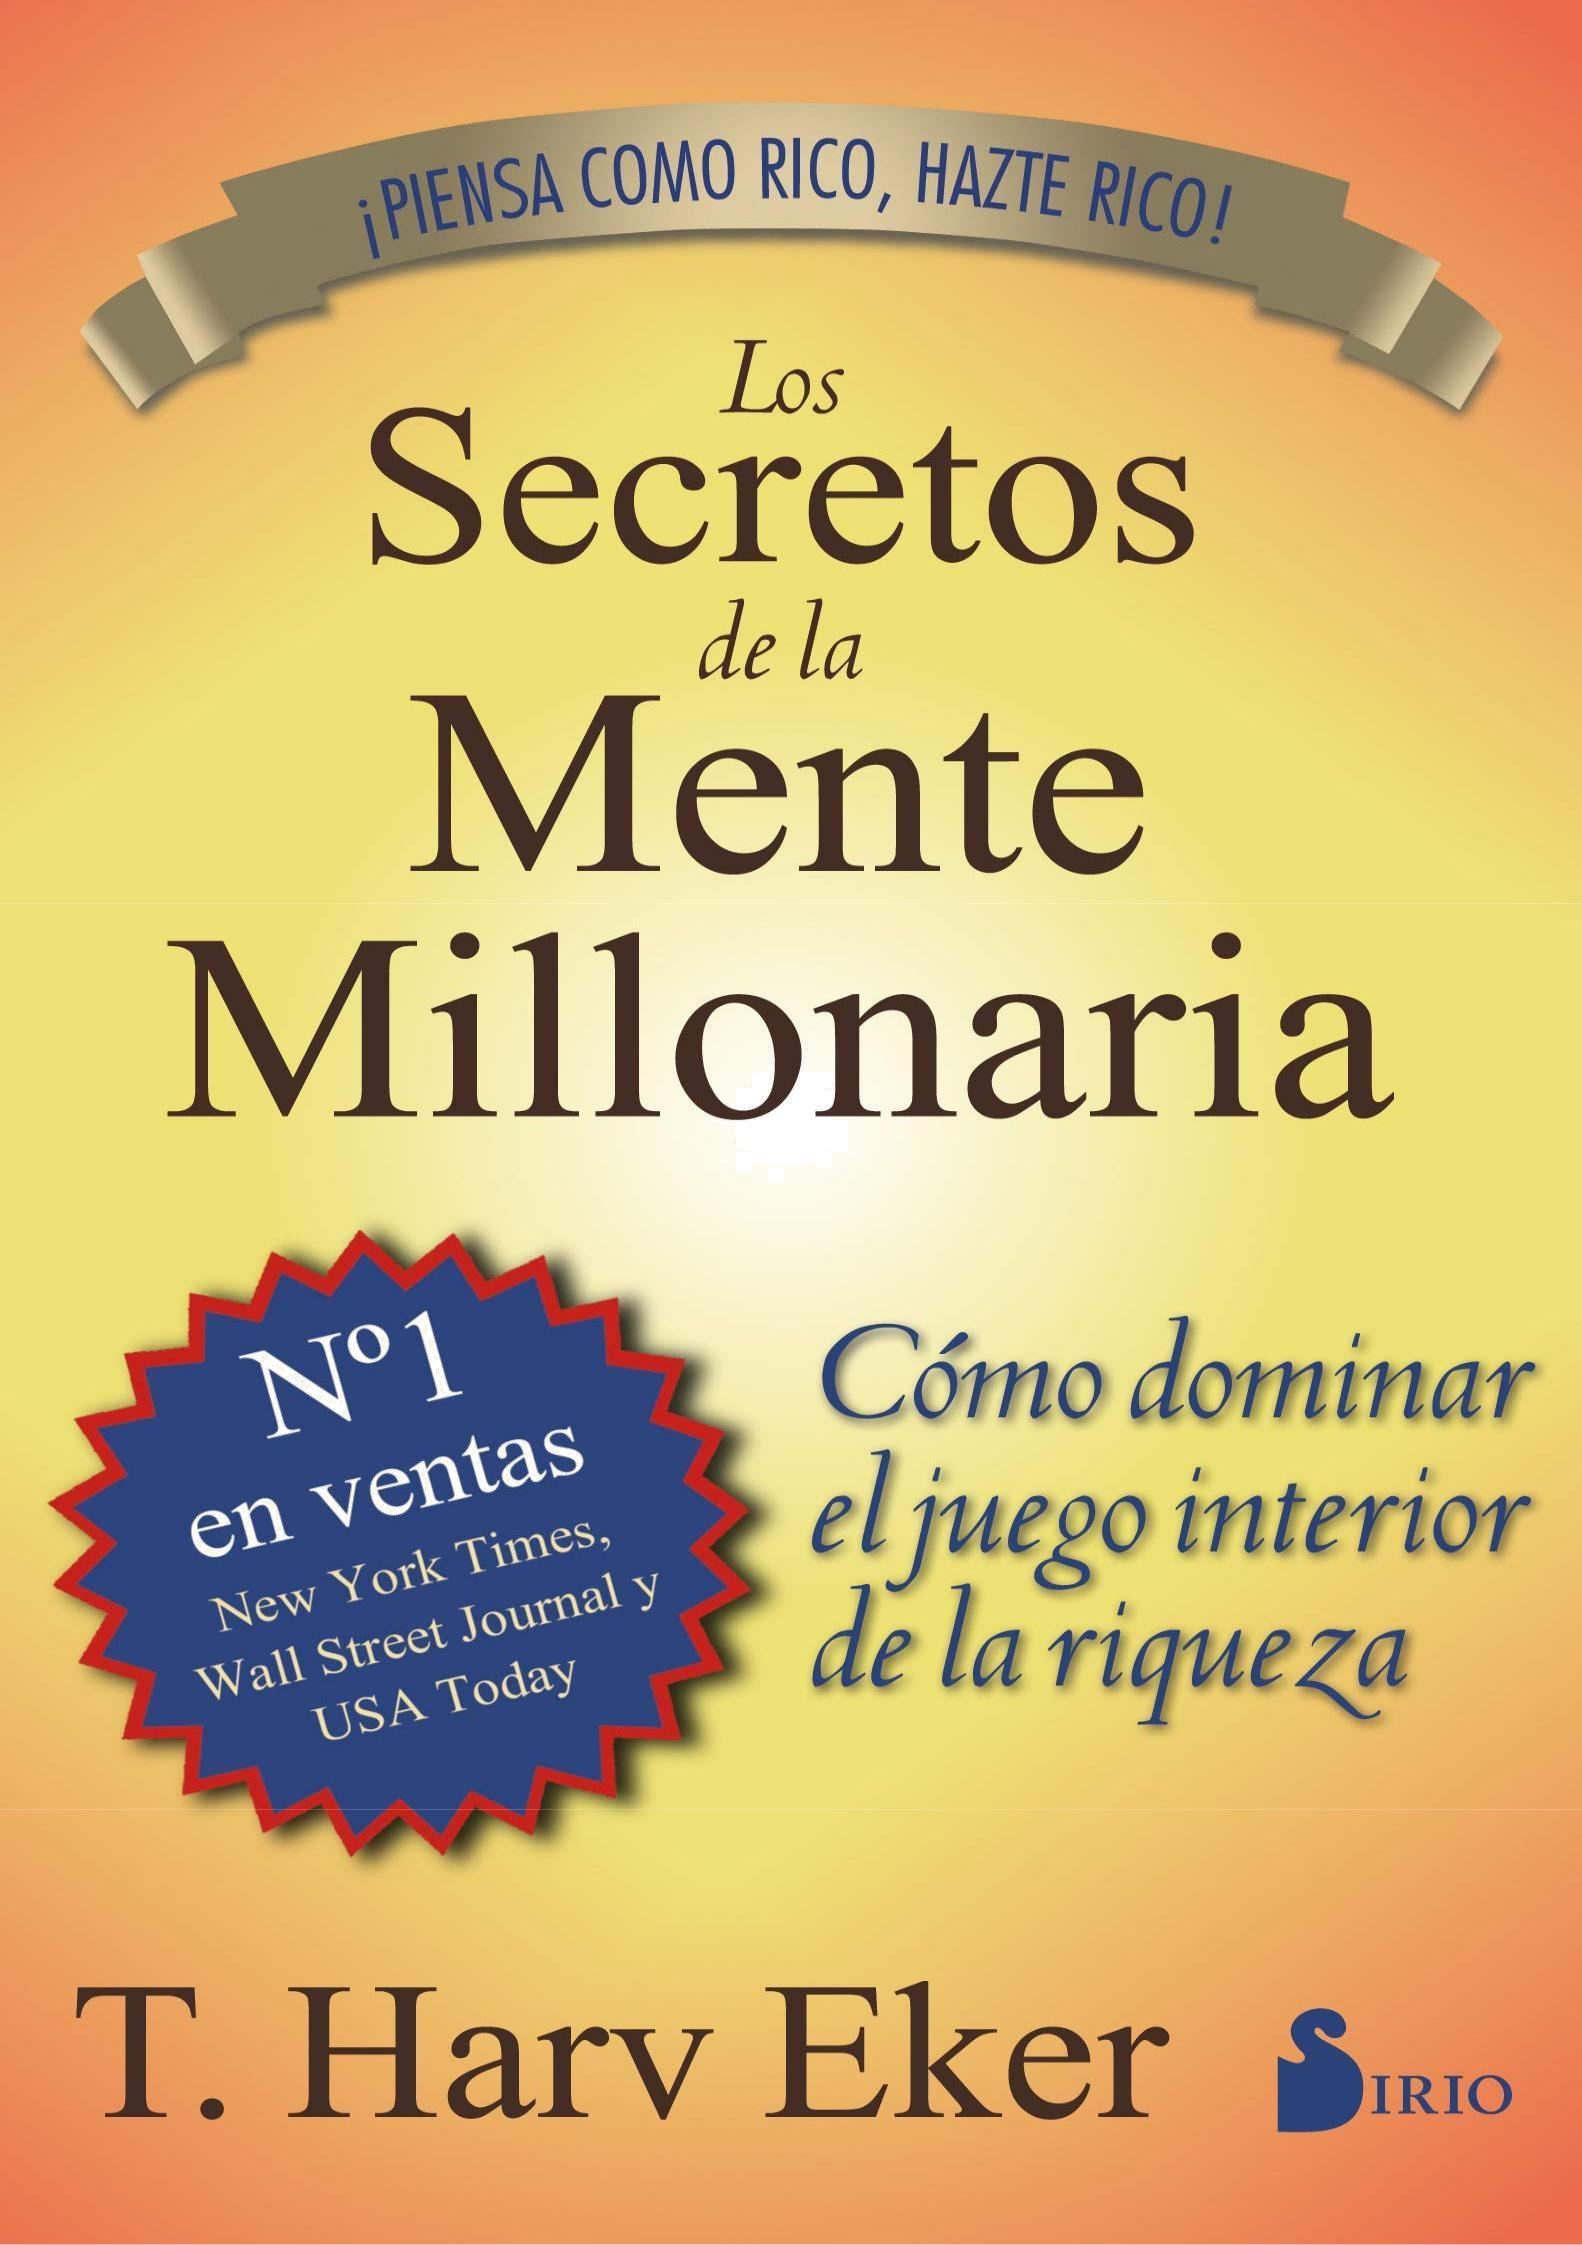 ¡PIENSA COMO RICO, HAZTE RICO!
Los
Secretos
de la
Mente
Millonaria
Nº1
en ventas
New York Times,
Wall Street Journal y
USA Today
Cómo dominar
el juego interior
de la riqueza
T. Harv Eker
SIRIO